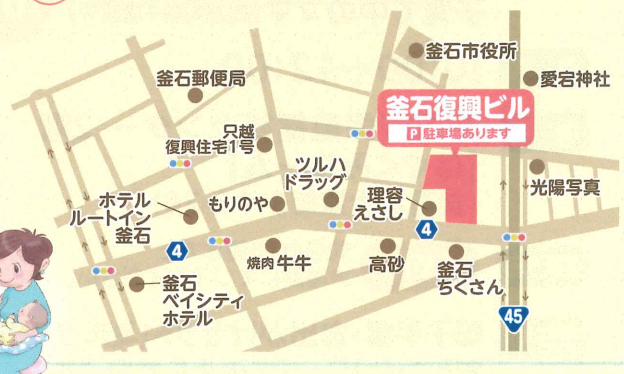 釜石市役所
釜石郵便局
愛宕神社
釜石復興ビル
P 駐車場あります
只越
復興住宅1号
ツルハ
ドラッグ
光陽写真
ホテル
ルートイン
釜石
もりのや
理容
えさし
4
4
焼肉 牛牛
高砂
釜石
ちくさん
釜石
ベイシティ
ホテル
45